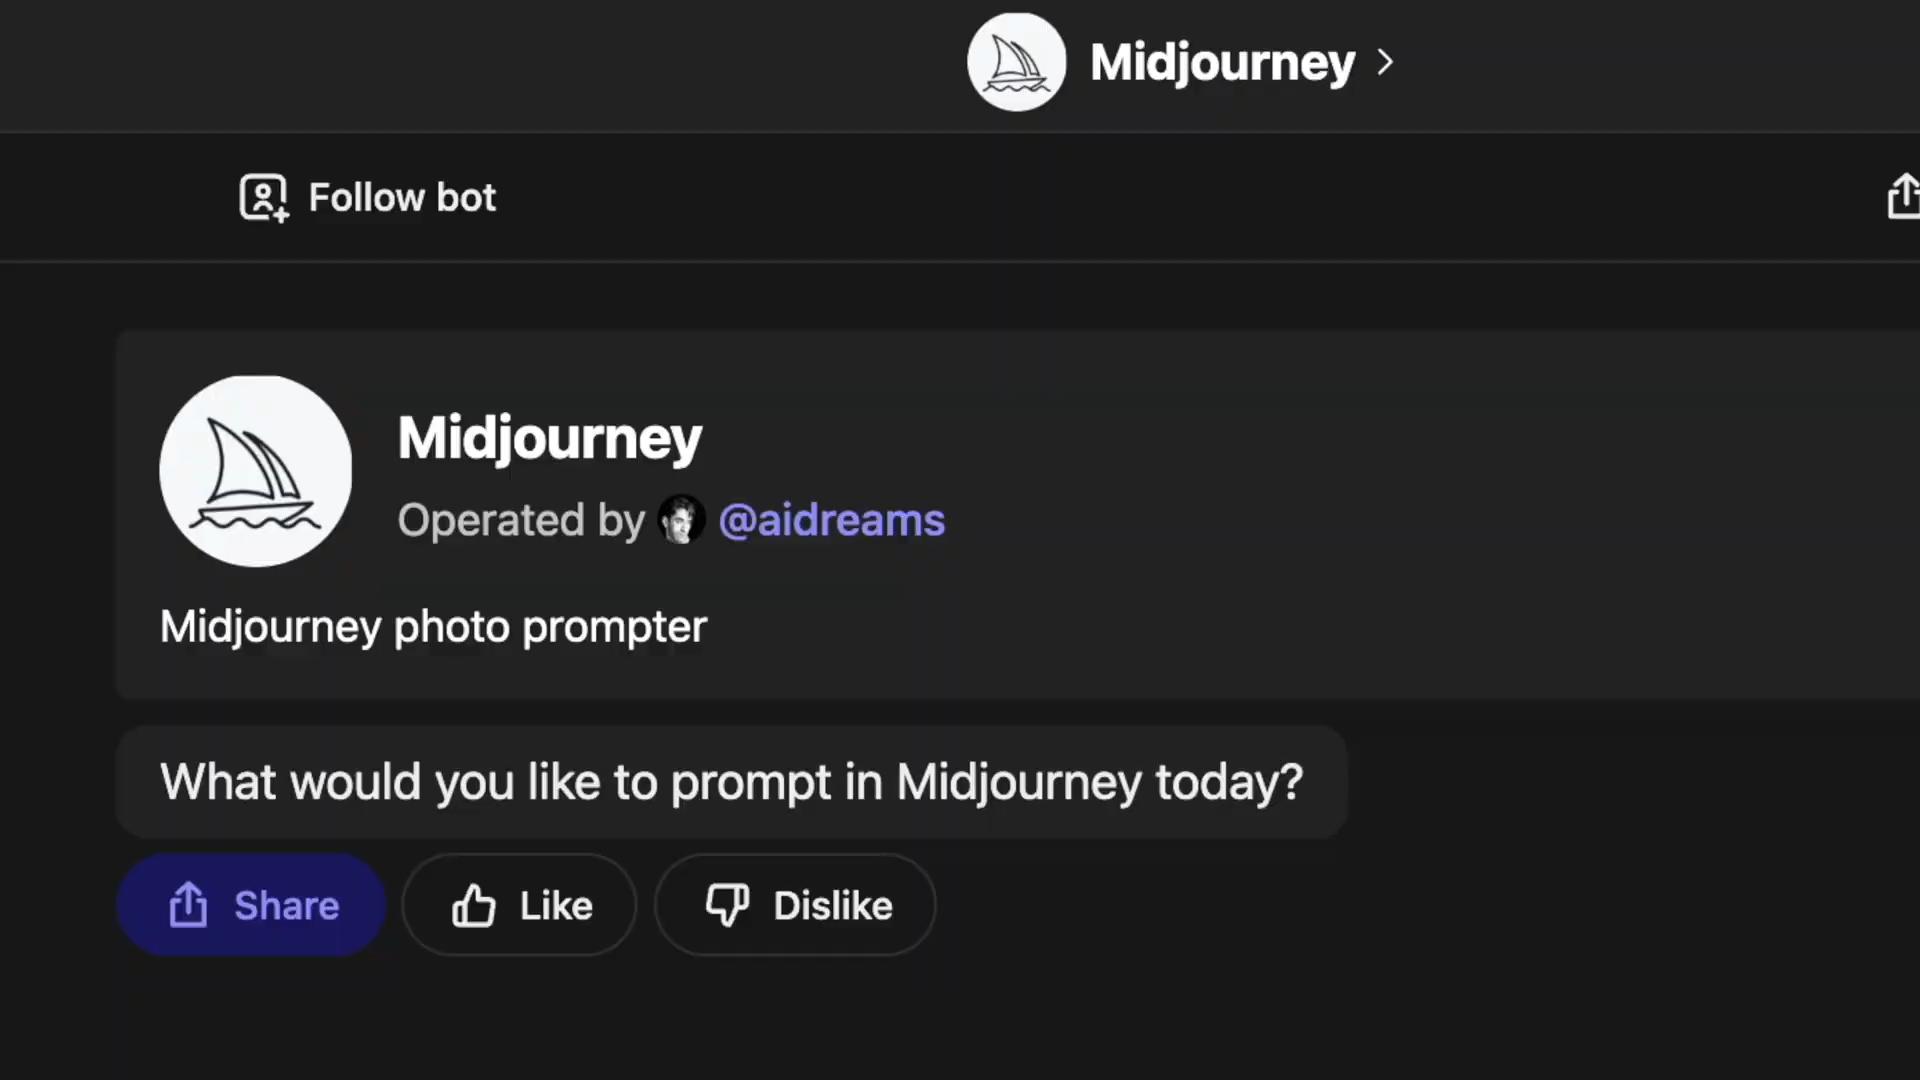 Midjourney
Follow bot
Midjourney
Operated by @aidreams
Midjourney photo prompter
What would you like to prompt in Midjourney today?
Share
Like
Dislike